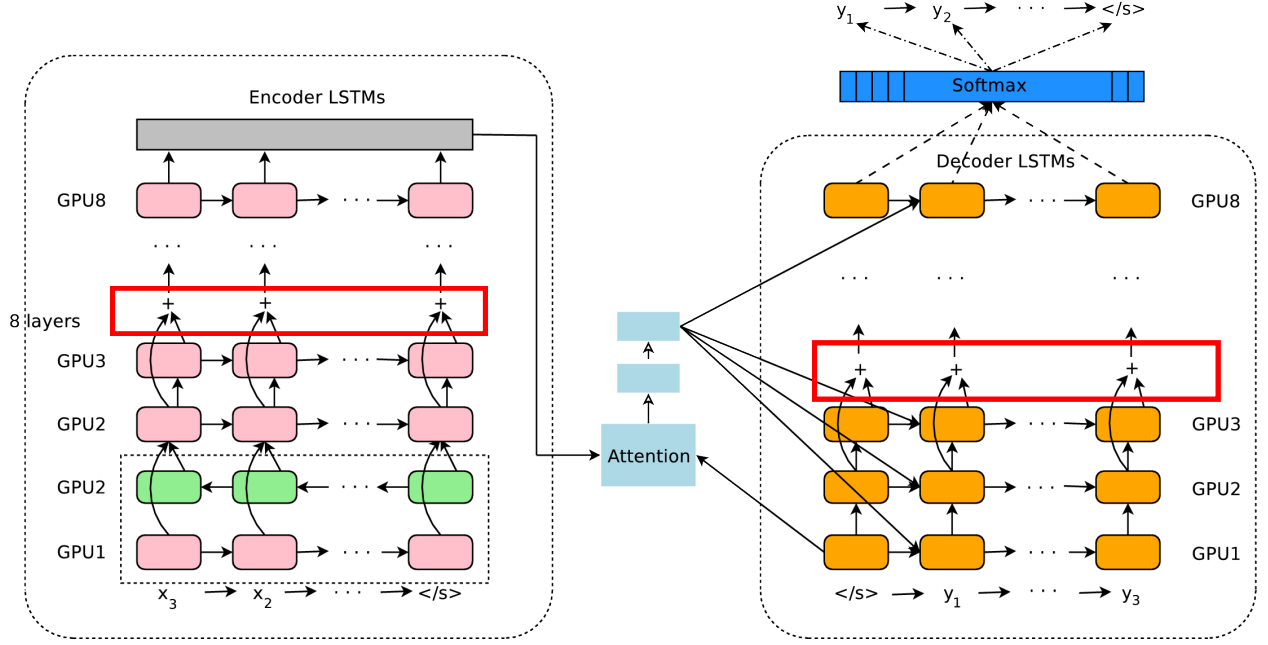 y1 y2 · · · </s>
Softmax
Encoder LSTMs
Decoder LSTMs
GPU8
· · ·
· · · · · · · · ·
+ + +
8 layers
GPU3
· · ·
GPU2
· · ·
GPU2
· · ·
GPU1
· · ·
x3 x2 · · · </s>
Attention
· · · GPU8
· · · · · · · · ·
+ + +
· · · GPU3
· · · GPU2
· · · GPU1
</s> y1 · · · y3